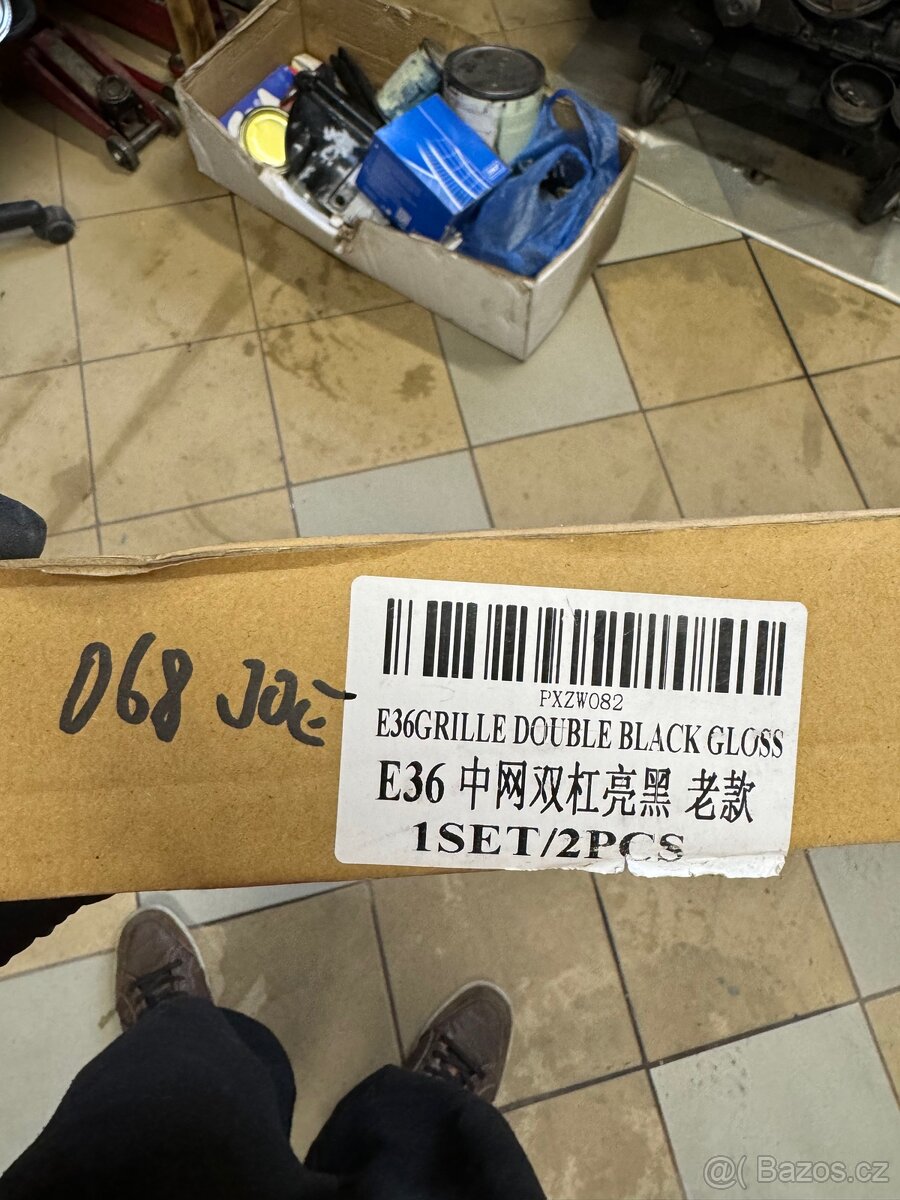 068 Joe
PXZW082
E36GRILLE DOUBLE BLACK GLOSS
E36 中网双杠亮黑 老款
1SET/2PCS
@( Bazos.cz